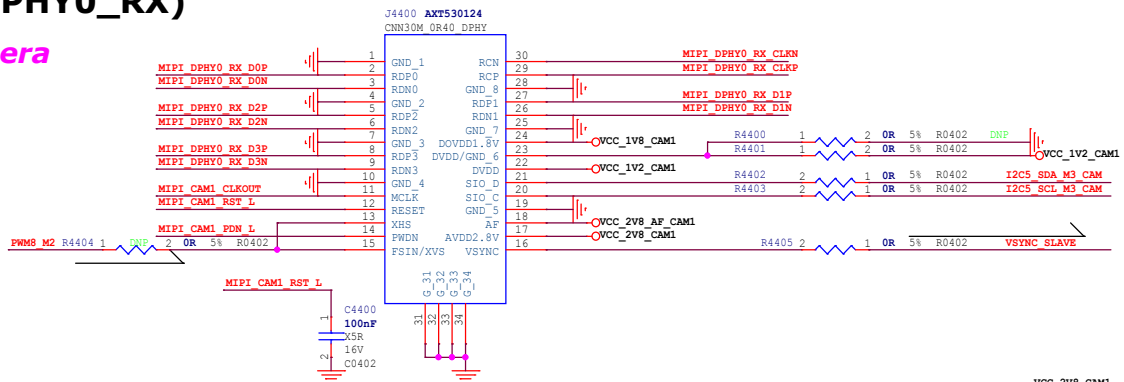 PHY0_RX)
era
J4400 AXT530124
CNN30M_0R40_DPHY
1 GND_1 RCN 30 MIPI_DPHY0_RX_CLKN
MIPI_DPHY0_RX_D0P 2 RDP0 RCP 29 MIPI_DPHY0_RX_CLKP
MIPI_DPHY0_RX_D0N 3 RDN0 GND_8 28
4 GND_2 RDP1 27 MIPI_DPHY0_RX_D1P
MIPI_DPHY0_RX_D2P 5 RDP2 RDN1 26 MIPI_DPHY0_RX_D1N
MIPI_DPHY0_RX_D2N 6 RDN2 GND_7 25
7 GND_3 DOVDD1.8V 24 VCC_1V8_CAM1 R4400 1 2 0R 5% R0402 DNP
MIPI_DPHY0_RX_D3P 8 RDP3 DVDD/GND_6 23 R4401 1 2 0R 5% R0402 VCC_1V2_CAM1
MIPI_DPHY0_RX_D3N 9 RDN3 DVDD 22 VCC_1V2_CAM1
10 GND_4 SIO_D 21 R4402 2 1 0R 5% R0402 I2C5_SDA_M3_CAM
MIPI_CAM1_CLKOUT 11 MCLK SIO_C 20 R4403 2 1 0R 5% R0402 I2C5_SCL_M3_CAM
MIPI_CAM1_RST_L 12 RESET GND_5 19
13 XHS AF 18 VCC_2V8_AF_CAM1
MIPI_CAM1_PDN_L 14 PWDN AVDD2.8V 17 VCC_2V8_CAM1
PWM8_M2 R4404 1 DNP 2 0R 5% R0402 15 FSIN/XVS VSYNC 16 R4405 2 1 0R 5% R0402 VSYNC_SLAVE
G_31 G_32 G_33 G_34
31 32 33 34
MIPI_CAM1_RST_L
1 C4400
100nF
X5R
2 16V
C0402
VCC_2V8_CAM1